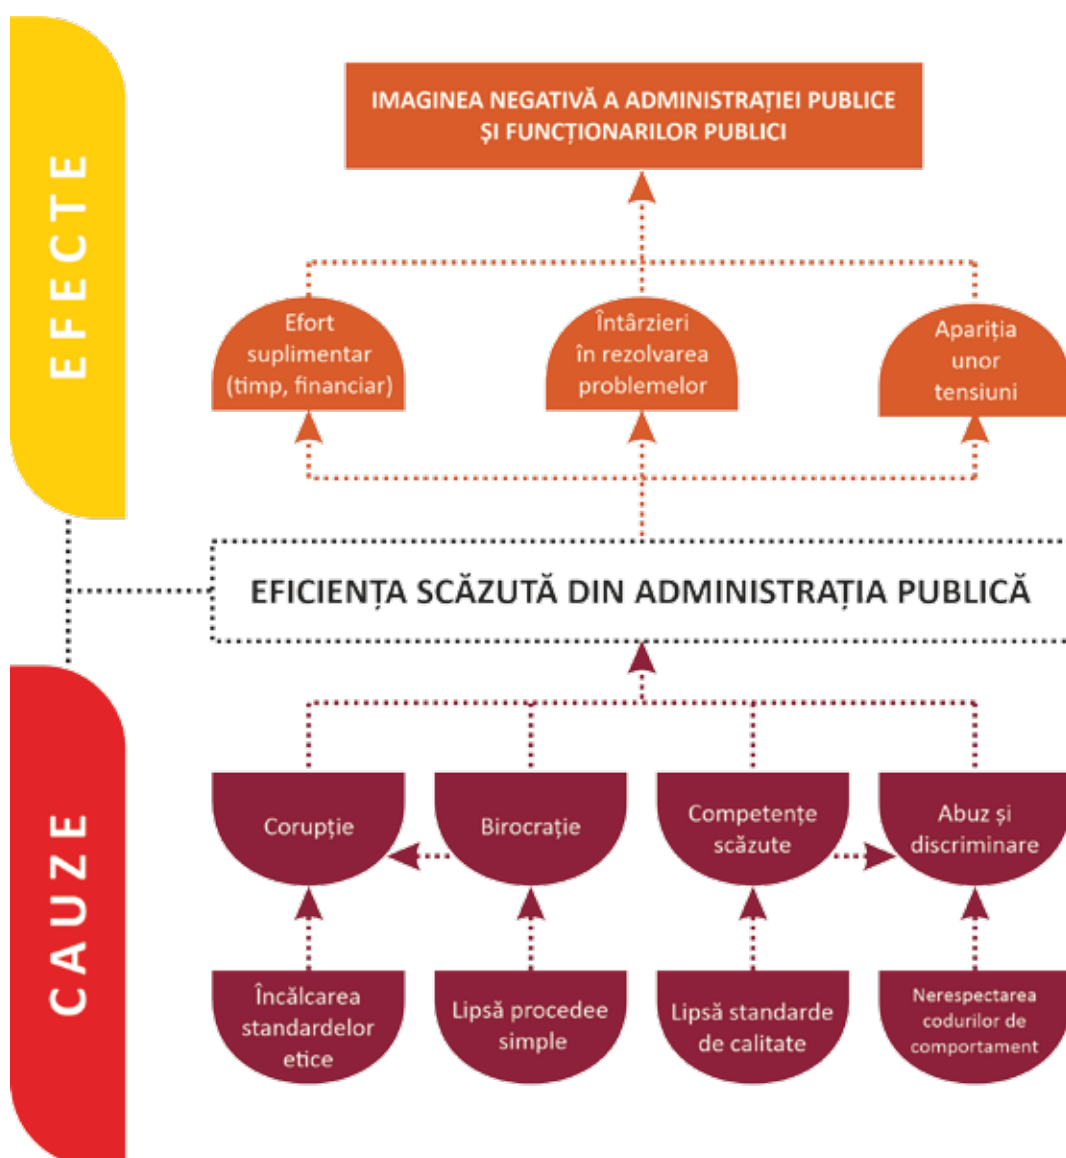 EFECTE
IMAGINEA NEGATIVĂ A ADMINISTRAȚIEI PUBLICE
ȘI FUNCȚIONARILOR PUBLICI
Efort
suplimentar
(timp, financiar)
Întârzieri
în rezolvarea
problemelor
Apariția
unor
tensiuni
EFICIENȚA SCĂZUTĂ DIN ADMINISTRAȚIA PUBLICĂ
CAUZE
Corupție
Birocrație
Competențe
scăzute
Abuz și
discriminare
Încălcarea
standardelor
etice
Lipsă procedee
simple
Lipsă standarde
de calitate
Nerespectarea
codurilor de
comportament